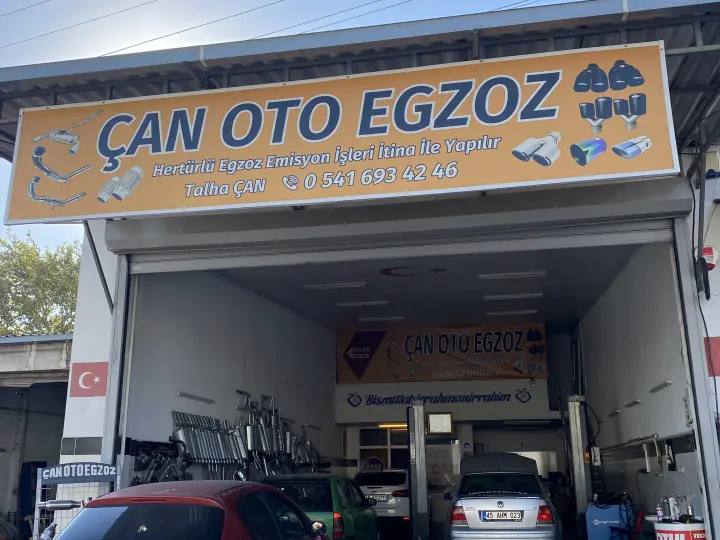 ÇAN OTO EGZOZ
Hertürlü Egzoz Emisyon İşleri İtina İle Yapılır
Talha ÇAN 0 541 693 42 46
ÇAN OTO EGZOZ
Bismillahirrahmanirrahim
ÇAN OTO EGZOZ
45 AHM 023